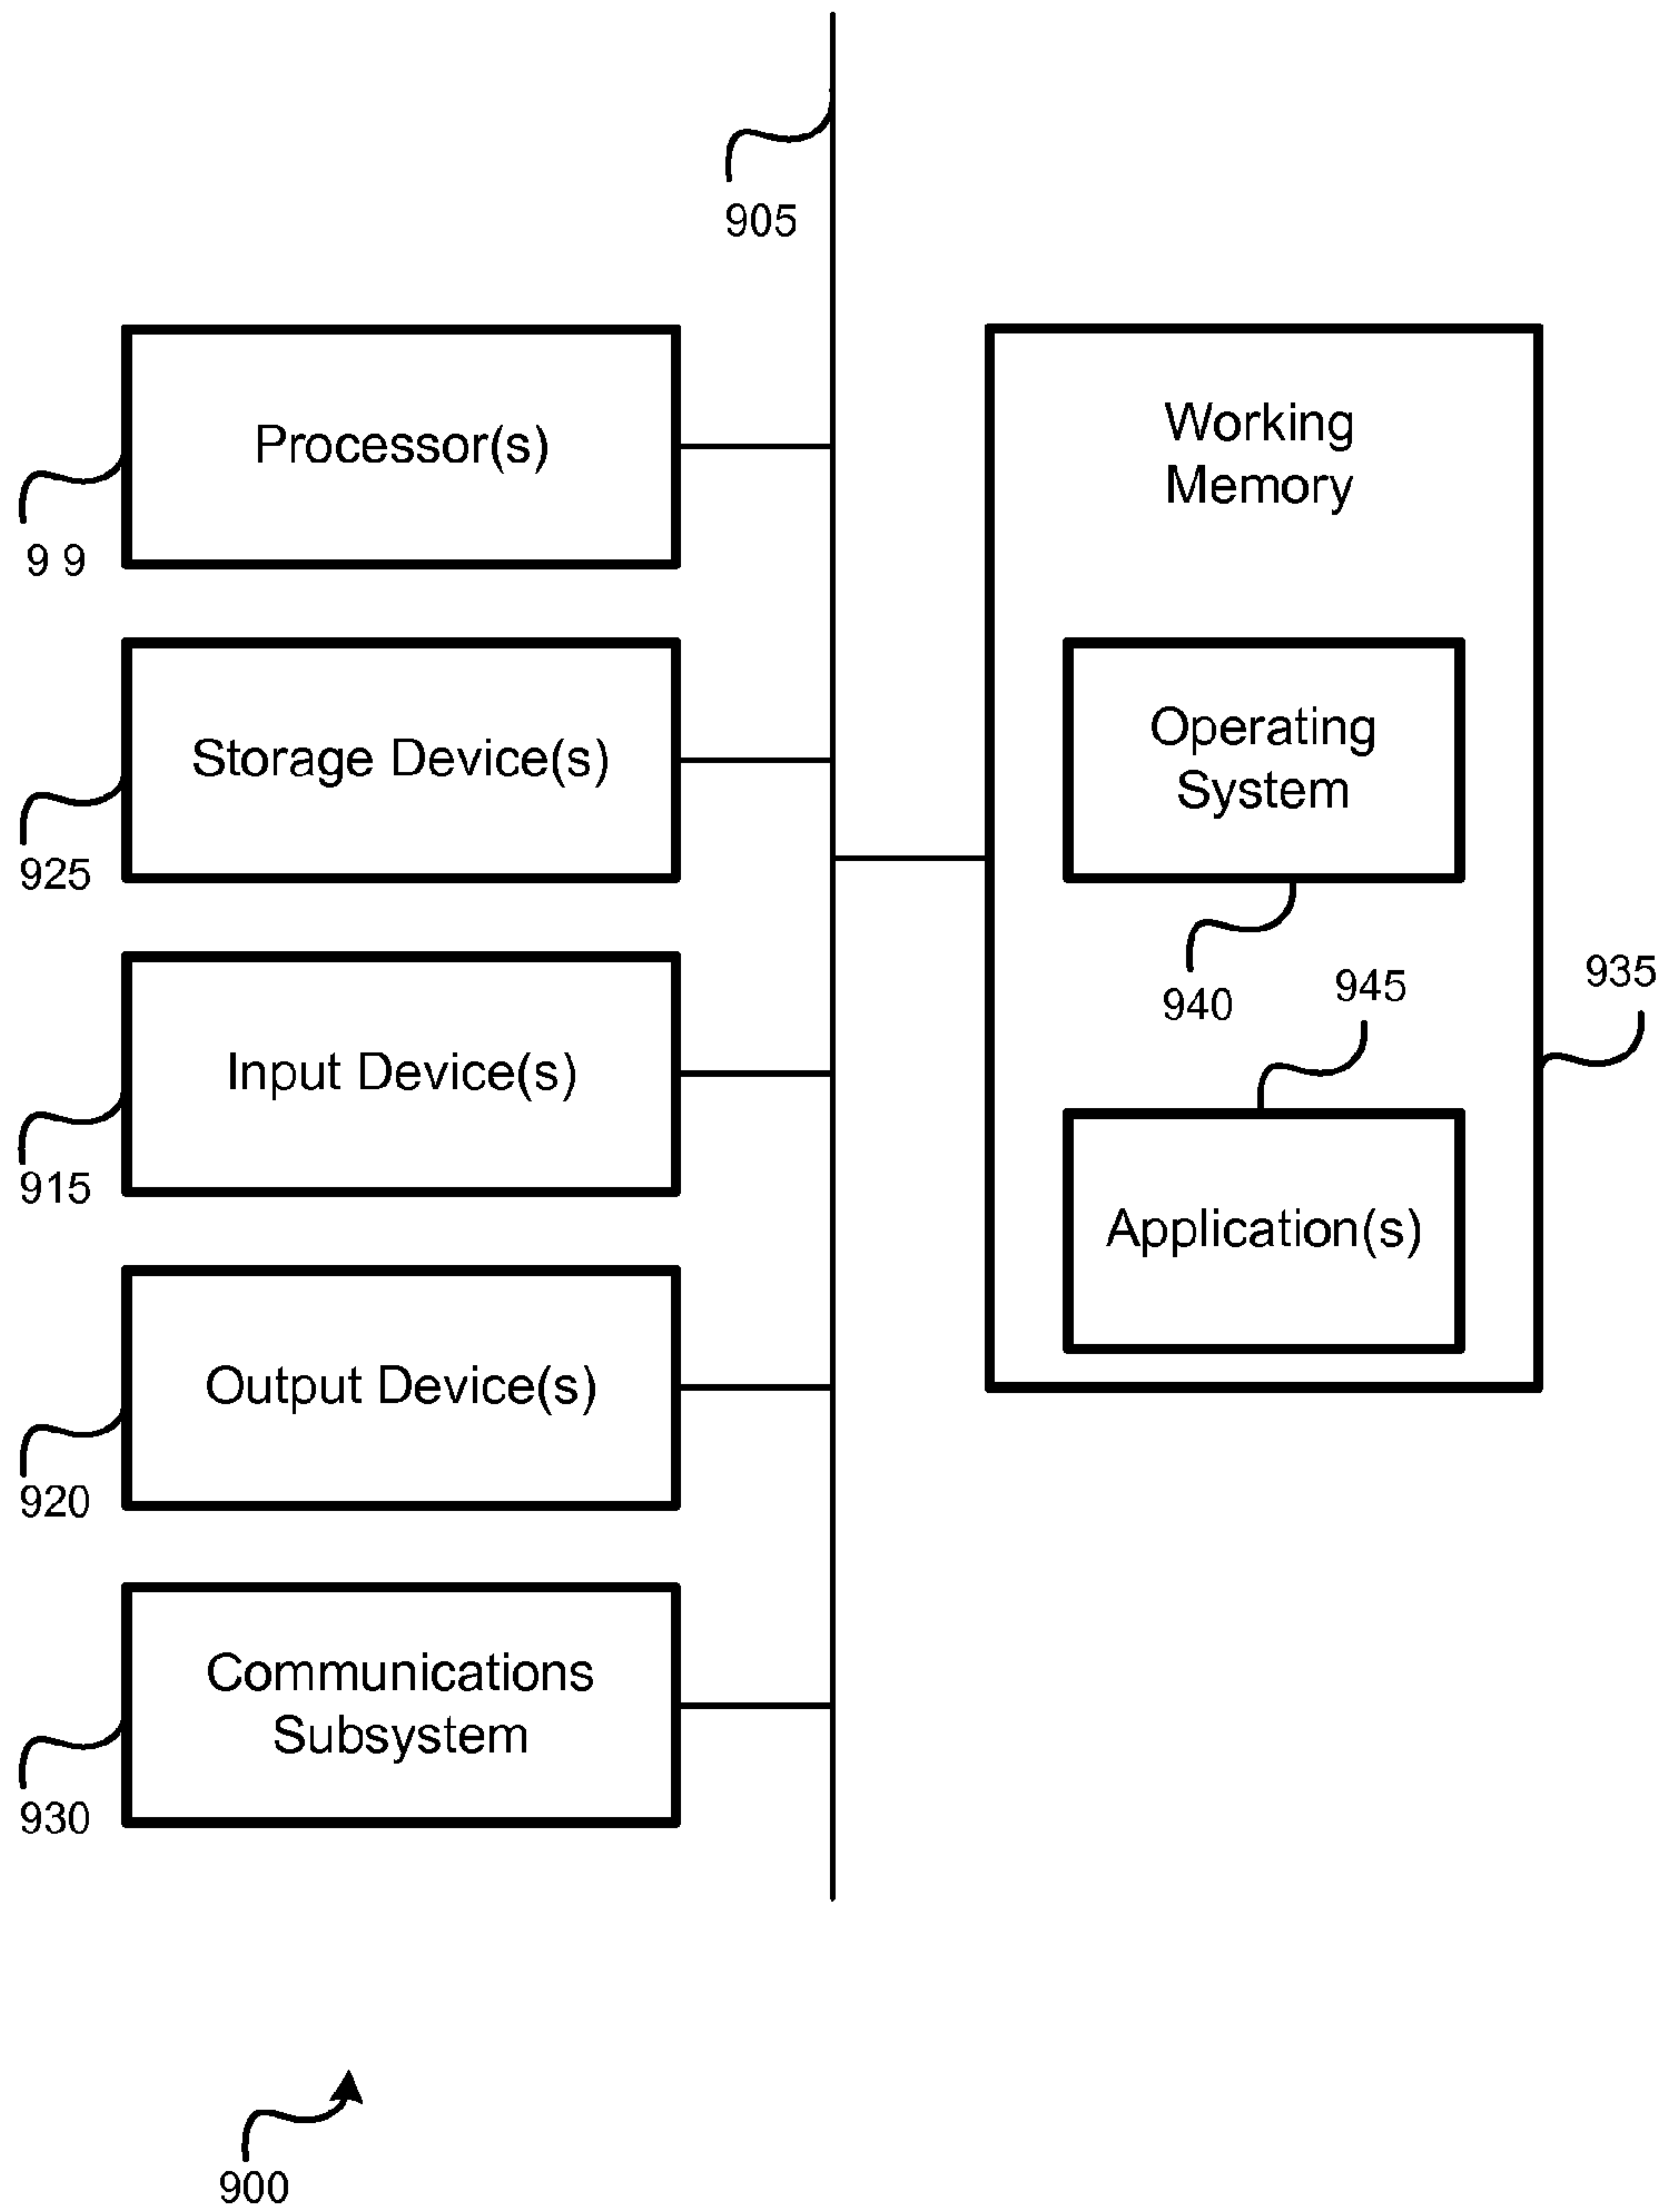 905
Processor(s)
9 9
Storage Device(s)
925
Input Device(s)
915
Output Device(s)
920
Communications
Subsystem
930
Working
Memory
Operating
System
940
945
935
Application(s)
900